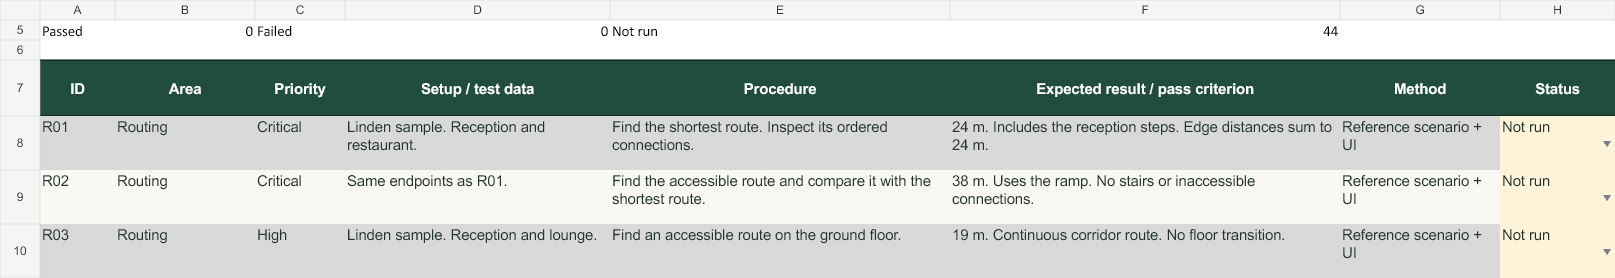 A B C D E F G H
5 Passed 0 Failed 0 Not run 44
6
7 ID Area Priority Setup / test data Procedure Expected result / pass criterion Method Status
8 R01 Routing Critical Linden sample. Reception and restaurant. Find the shortest route. Inspect its ordered connections. 24 m. Includes the reception steps. Edge distances sum to 24 m. Reference scenario + UI Not run
9 R02 Routing Critical Same endpoints as R01. Find the accessible route and compare it with the shortest route. 38 m. Uses the ramp. No stairs or inaccessible connections. Reference scenario + UI Not run
10 R03 Routing High Linden sample. Reception and lounge. Find an accessible route on the ground floor. 19 m. Continuous corridor route. No floor transition. Reference scenario + UI Not run